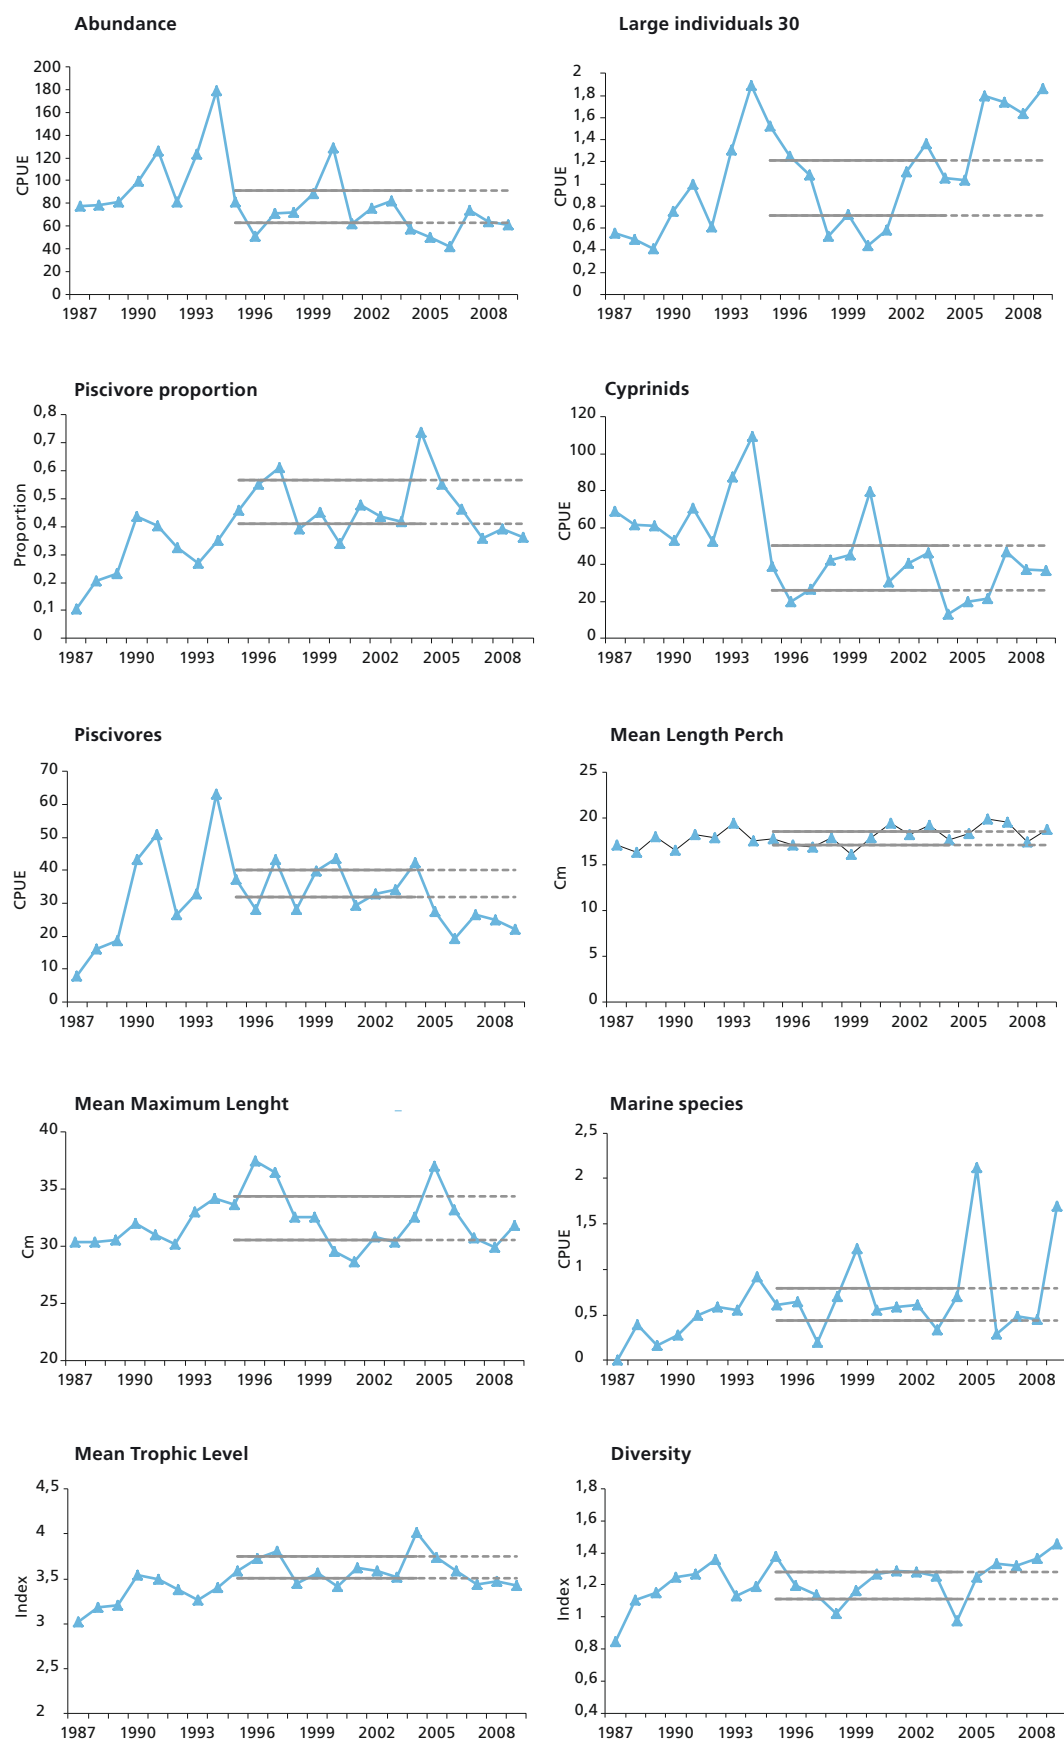 Abundance
CPUE
200
180
160
140
120
100
80
60
40
20
0
1987 1990 1993 1996 1999 2002 2005 2008
Large individuals 30
CPUE
2
1,8
1,6
1,4
1,2
1
0,8
0,6
0,4
0,2
0
1987 1990 1993 1996 1999 2002 2005 2008
Piscivore proportion
Proportion
0,8
0,7
0,6
0,5
0,4
0,3
0,2
0,1
0
1987 1990 1993 1996 1999 2002 2005 2008
Cyprinids
CPUE
120
100
80
60
40
20
0
1987 1990 1993 1996 1999 2002 2005 2008
Piscivores
CPUE
70
60
50
40
30
20
10
0
1987 1990 1993 1996 1999 2002 2005 2008
Mean Length Perch
Cm
25
20
15
10
5
0
1987 1990 1993 1996 1999 2002 2005 2008
Mean Maximum Lenght
Cm
40
35
30
25
20
1987 1990 1993 1996 1999 2002 2005 2008
Marine species
CPUE
2,5
2
1,5
1
0,5
0
1987 1990 1993 1996 1999 2002 2005 2008
Mean Trophic Level
Index
4,5
4
3,5
3
2,5
2
1987 1990 1993 1996 1999 2002 2005 2008
Diversity
Index
1,8
1,6
1,4
1,2
1
0,8
0,6
0,4
1987 1990 1993 1996 1999 2002 2005 2008